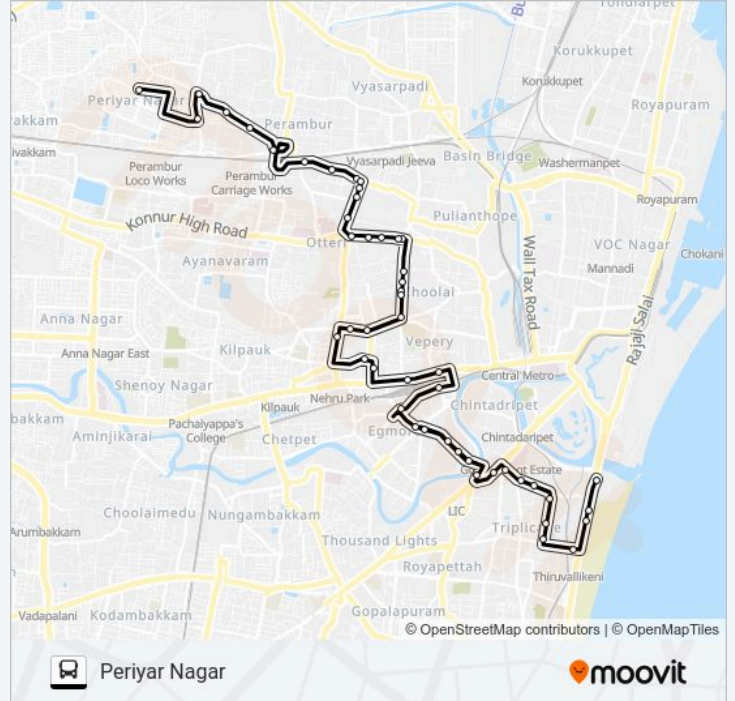 Tondiarpet
Korukkupet
Vyasarpadi
Korukkupet
Royapuram
Periyar Nagar
Perambur
akkam
ivakkam
Vyasarpadi Jeeva
Basin Bridge
Washermanpet
Perambur
Loco Works
Perambur
Carriage Works
Royapuram
Pulianthope
Konnur High Road
Otteri
VOC Nagar
Chokani
Ayanavaram
Wall Tax Road
Mannadi
Choolai
Rajaji Salai
Anna Nagar
Vepery
Anna Nagar East
Kilpauk
Shenoy Nagar
Central Metro
Nehru Park
Kilpauk
Chintadripet
bakkam
Pachaiyappa's
College
Aminjikarai
Chetpet
Egmore
Chintadaripet
Estate
LIC
Choolaimedu
Nungambakkam
Triplicane
Arumbakkam
Thousand Lights
Royapettah
Thiruvallikeni
Gopalapuram
Vadapalani
Kodambakkam
© OpenStreetMap contributors | © OpenMapTiles
Periyar Nagar
moovit